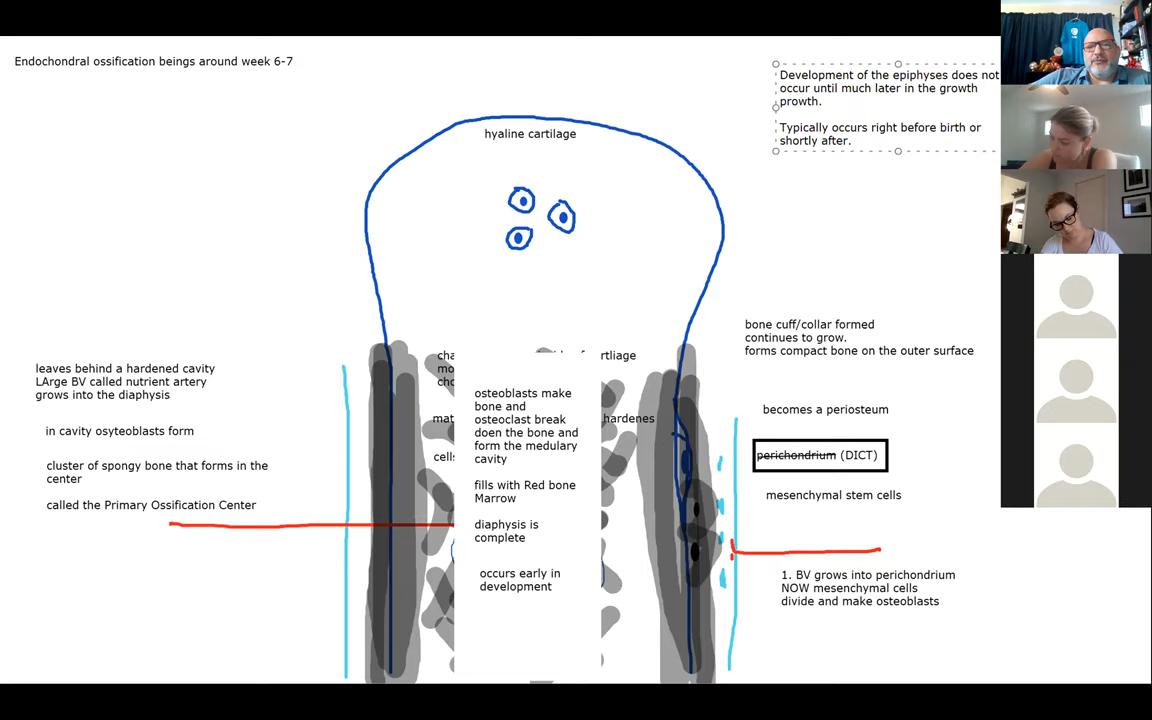 Endochondral ossification beings around week 6-7
Development of the epiphyses does not
occur until much later in the growth
prowth.
Typically occurs right before birth or
shortly after.
hyaline cartilage
bone cuff/collar formed
continues to grow.
forms compact bone on the outer surface
leaves behind a hardened cavity
LArge BV called nutrient artery
grows into the diaphysis
in cavity osyteoblasts form
cluster of spongy bone that forms in the
center
called the Primary Ossification Center
hardenes
cells
osteoblasts make
bone and
osteoclast break
doen the bone and
form the medulary
cavity
fills with Red bone
Marrow
diaphysis is
complete
occurs early in
development
becomes a periosteum
perichondrium (DICT)
mesenchymal stem cells
1. BV grows into perichondrium
NOW mesenchymal cells
divide and make osteoblasts